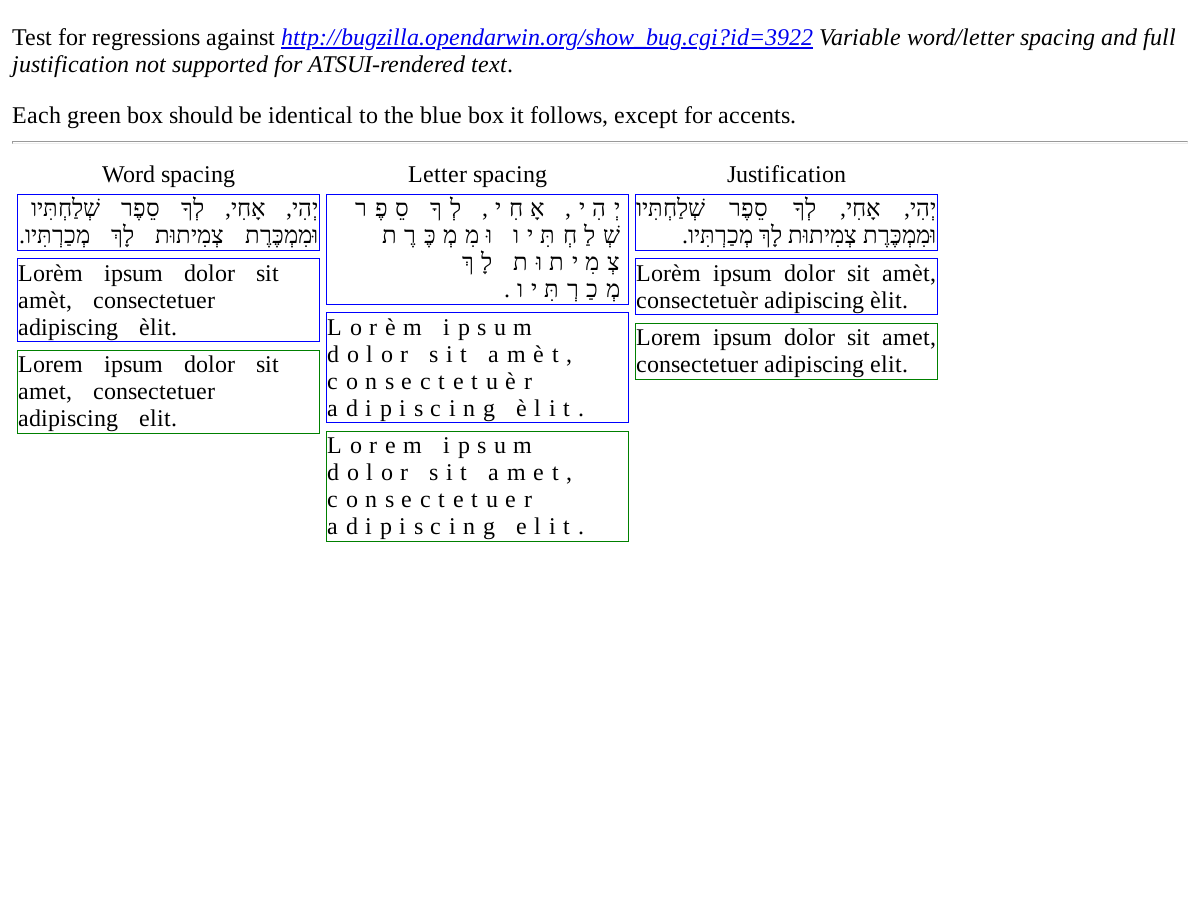 Test for regressions against http://bugzilla.opendarwin.org/show_bug.cgi?id=3922 Variable word/letter spacing and full
justification not supported for ATSUI-rendered text.
Each green box should be identical to the blue box it follows, except for accents.
Word spacing
יְהִי, אָחִי, לְךָ סֵפֶר שְׁלַחְתִּיו
וּמִמְכֶּרֶת צְמִיתוּת לָךְ מְכַרְתִּיו.
Lorèm ipsum dolor sit
amèt, consectetuer
adipiscing èlit.
Lorem ipsum dolor sit
amet, consectetuer
adipiscing elit.
Letter spacing
יְהִי, אָחִי, לְךָ סֵפֶר
שְׁלַחְתִּיו וּמִמְכֶּרֶת
צְמִיתוּת לָךְ
מְכַרְתִּיו.
Lorèm ipsum
dolor sit amèt,
consectetuèr
adipiscing èlit.
Lorem ipsum
dolor sit amet,
consectetuer
adipiscing elit.
Justification
יְהִי, אָחִי, לְךָ סֵפֶר שְׁלַחְתִּיו
וּמִמְכֶּרֶת צְמִיתוּת לָךְ מְכַרְתִּיו.
Lorèm ipsum dolor sit amèt,
consectetuèr adipiscing èlit.
Lorem ipsum dolor sit amet,
consectetuer adipiscing elit.